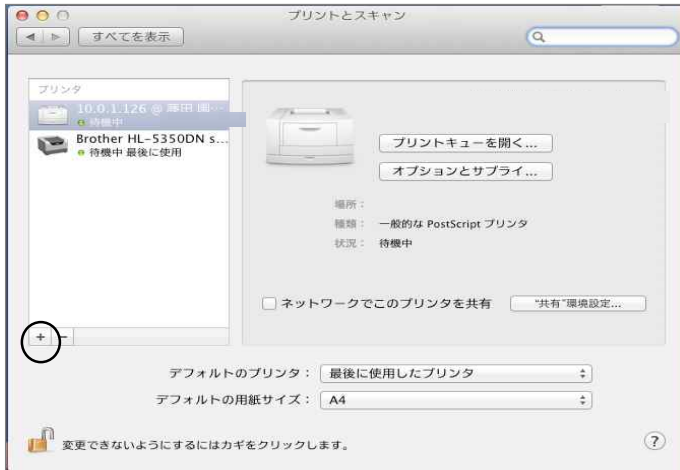 プリントとスキャン
すべてを表示
プリンタ
10.0.1.126 @ 藤田 園…
待機中
Brother HL-5350DN s...
待機中 最後に使用
プリントキューを開く...
オプションとサプライ...
場所：
種類： 一般的な PostScript プリンタ
状況： 待機中
ネットワークでこのプリンタを共有
"共有"環境設定...
+ −
デフォルトのプリンタ： 最後に使用したプリンタ
デフォルトの用紙サイズ： A4
変更できないようにするにはカギをクリックします。
?